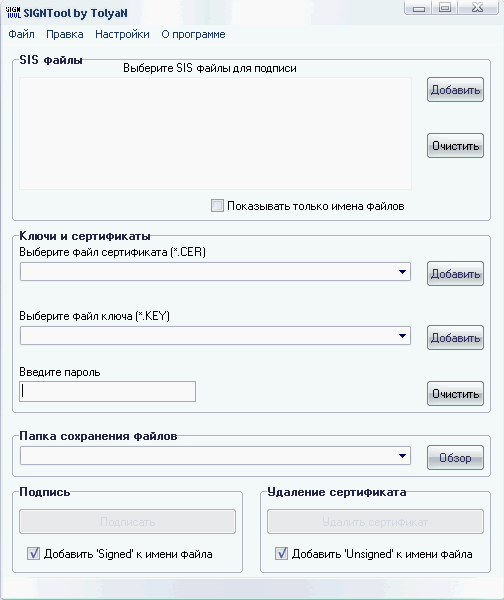 SIGN TOOL SIGNTool by TolyaN
Файл Правка Настройки О программе
SIS файлы
Выберите SIS файлы для подписи
Добавить
Очистить
Показывать только имена файлов
Ключи и сертификаты
Выберите файл сертификата (*.CER)
Добавить
Выберите файл ключа (*.KEY)
Добавить
Введите пароль
Очистить
Папка сохранения файлов
Обзор
Подпись
Подписать
Добавить 'Signed' к имени файла
Удаление сертификата
Удалить сертификат
Добавить 'Unsigned' к имени файла